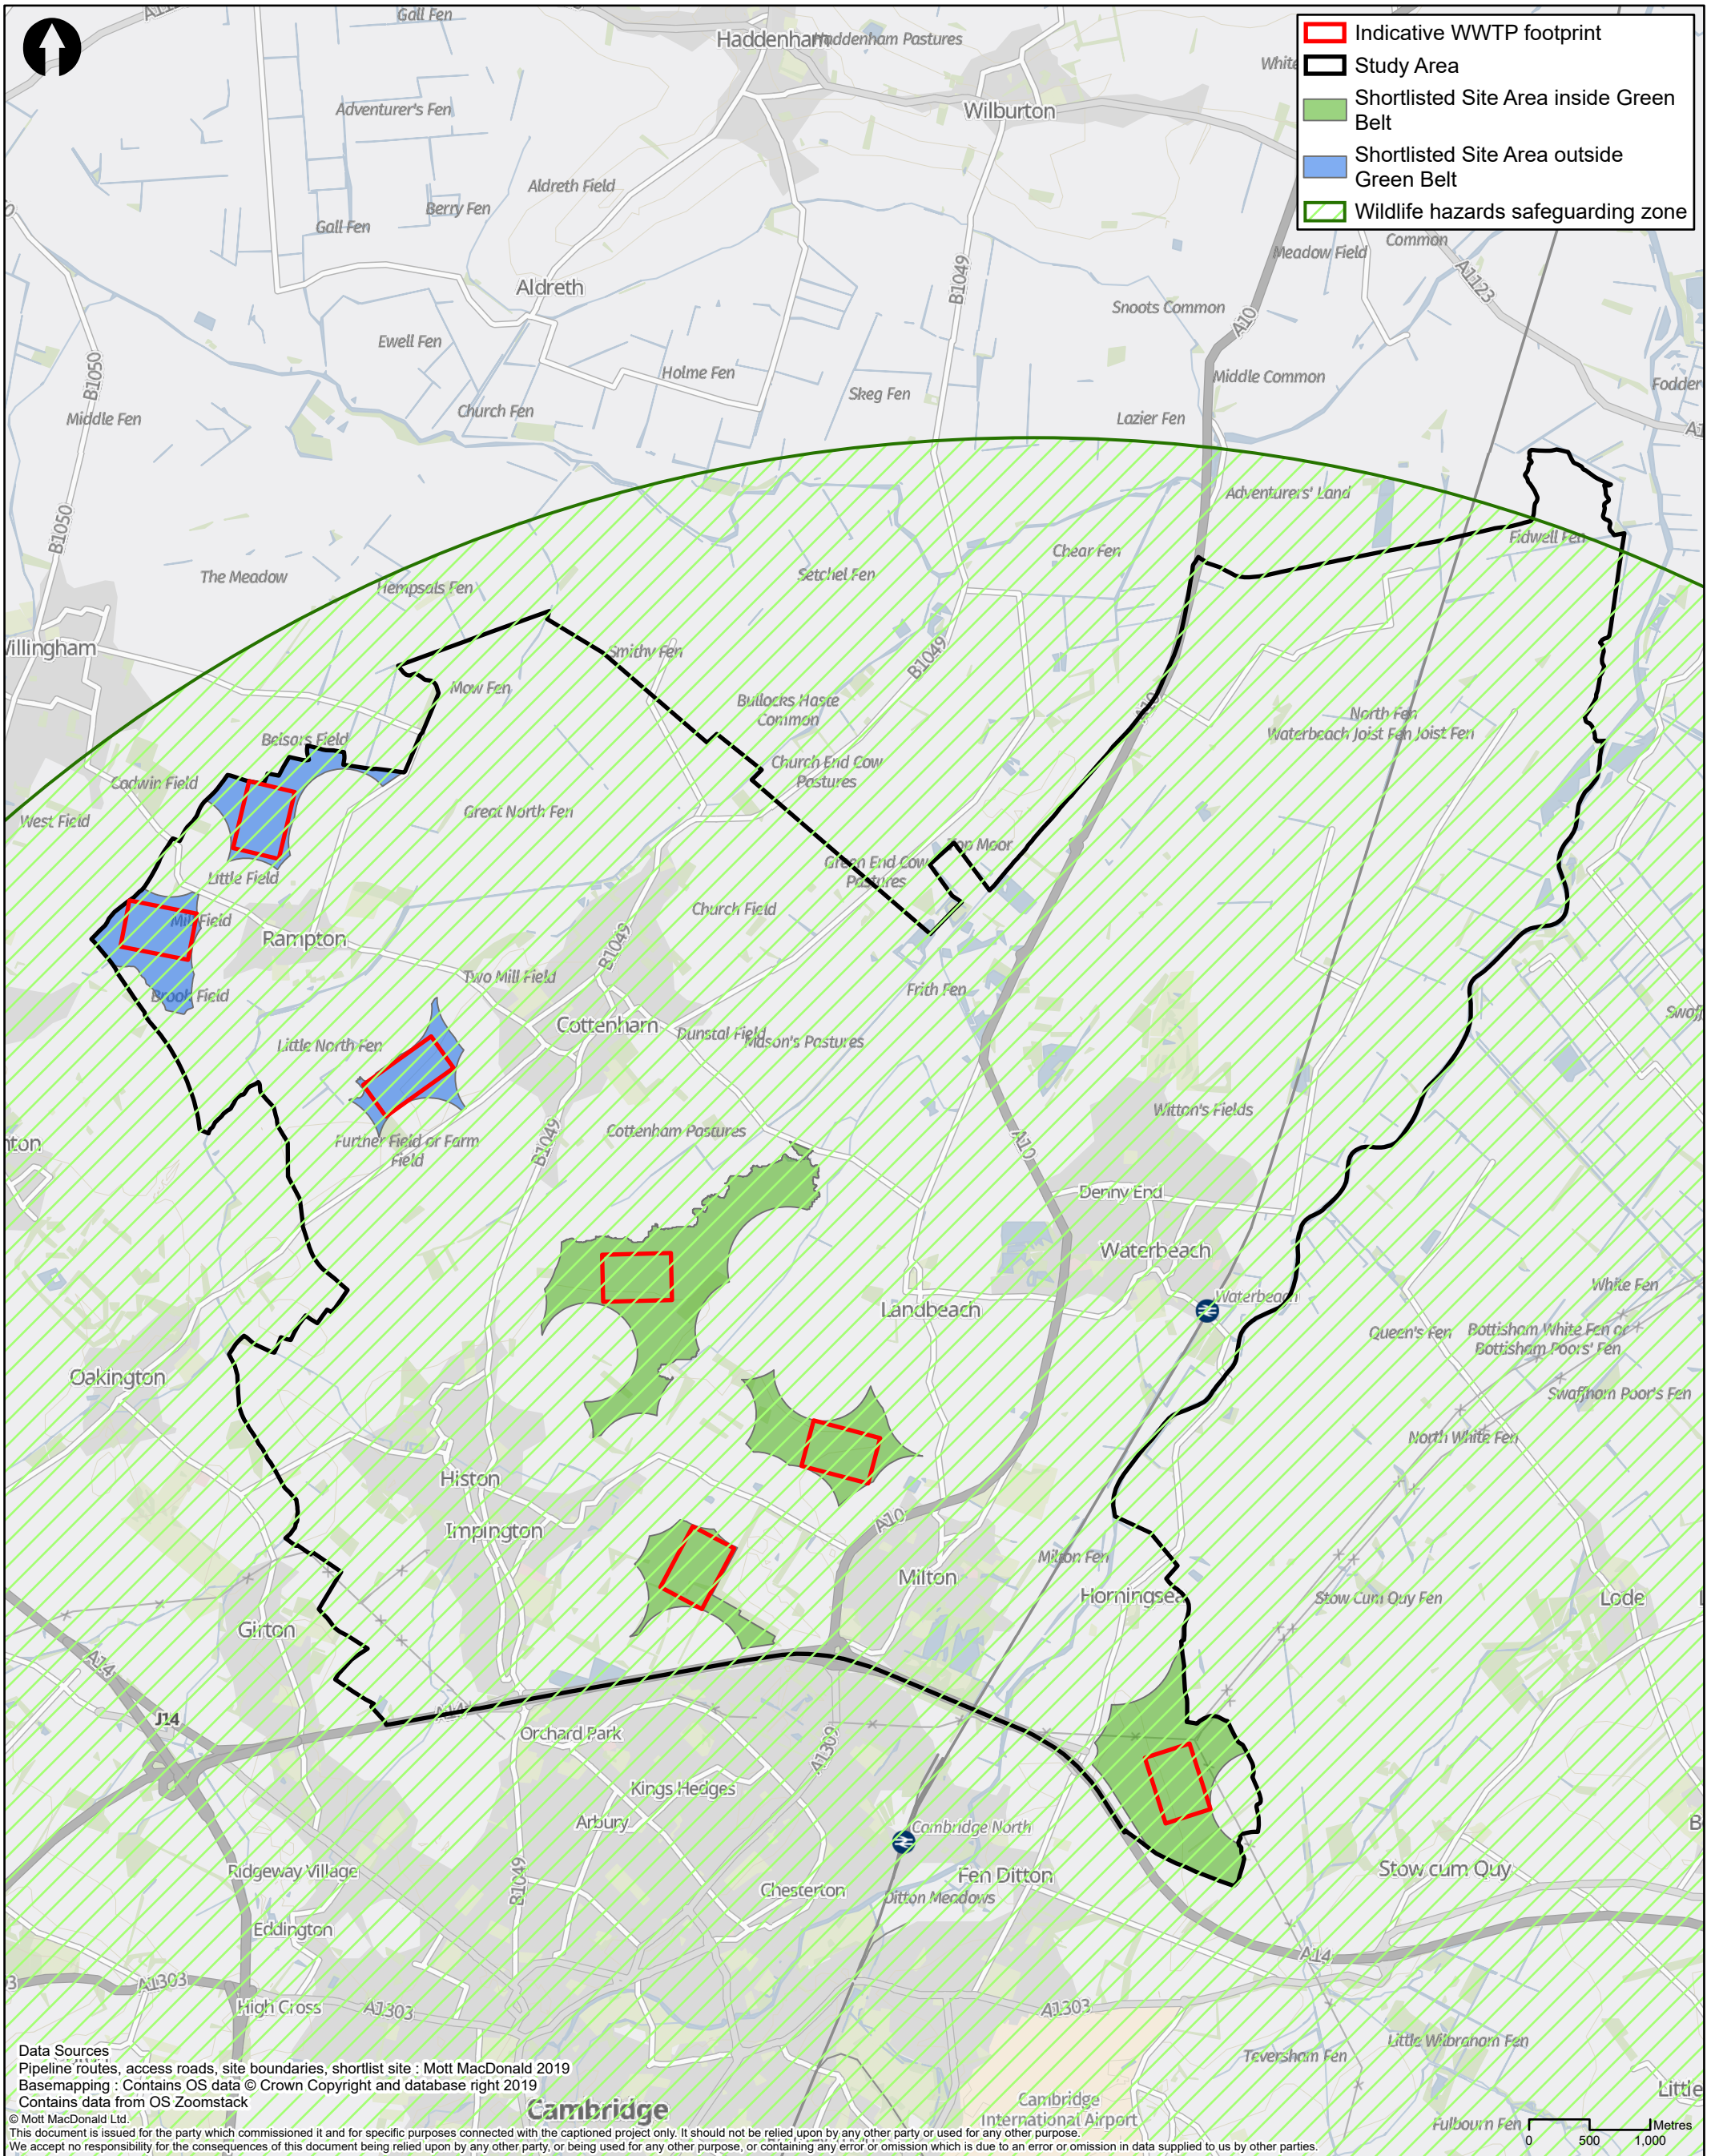 Indicative WWTP footprint
Study Area
Shortlisted Site Area inside Green
Belt
Shortlisted Site Area outside
Green Belt
Wildlife hazards safeguarding zone
Gall Fen
Haddenham
Haddenham Pastures
Wilburton
Adventurer's Fen
Aldreth Field
Berry Fen
Gall Fen
Common
Meadow Field
B1049
A1123
Aldreth
Snoots Common
A10
Ewell Fen
B1050
Holme Fen
Middle Common
Skeg Fen
Church Fen
Middle Fen
Lazier Fen
Adventurers' Land
B1050
Fidwell Fen
Chear Fen
The Meadow
Setchel Fen
Hempsals Fen
Willingham
Smithy Fen
B1049
Mow Fen
Bullocks Haste
Common
A10
North Fen
Waterbeach Joist Fen
Joist Fen
Belsars Field
Church End Cow
Pastures
Cadwin Field
West Field
Great North Fen
Top Moor
Green End Cow
Pastures
Little Field
Church Field
Mill Field
Rampton
B1049
Two Mill Field
Frith Fen
Brook Field
Cottenham
Dunstal Field
Mason's Pastures
Little North Fen
Witton's Fields
Further Field or Farm
Field
B1049
Cottenham Pastures
A10
Denny End
Waterbeach
White Fen
Waterbeach
Landbeach
Queen's Fen
Bottisham White Fen or
Bottisham Poors' Fen
Oakington
Swaffham Poor's Fen
North White Fen
Histon
Impington
A10
Milton Fen
Milton
Horningsea
Stow Cum Quy Fen
Lode
Girton
A14
J14
A14
Orchard Park
A1309
Kings Hedges
Arbury
Cambridge North
Ridgeway Village
B1049
Fen Ditton
Stow cum Quy
Chesterton
Ditton Meadows
Eddington
A14
A1303
High Cross
A1303
A1303
Little Wilbraham Fen
Teversham Fen
Data Sources
Pipeline routes, access roads, site boundaries, shortlist site : Mott MacDonald 2019
Basemapping : Contains OS data © Crown Copyright and database right 2019
Contains data from OS Zoomstack
Cambridge
Cambridge
International Airport
Fulbourn Fen
Little
Metres
0 500 1,000
© Mott MacDonald Ltd.
This document is issued for the party which commissioned it and for specific purposes connected with the captioned project only. It should not be relied upon by any other party or used for any other purpose.
We accept no responsibility for the consequences of this document being relied upon by any other party, or being used for any other purpose, or containing any error or omission which is due to an error or omission in data supplied to us by other parties.